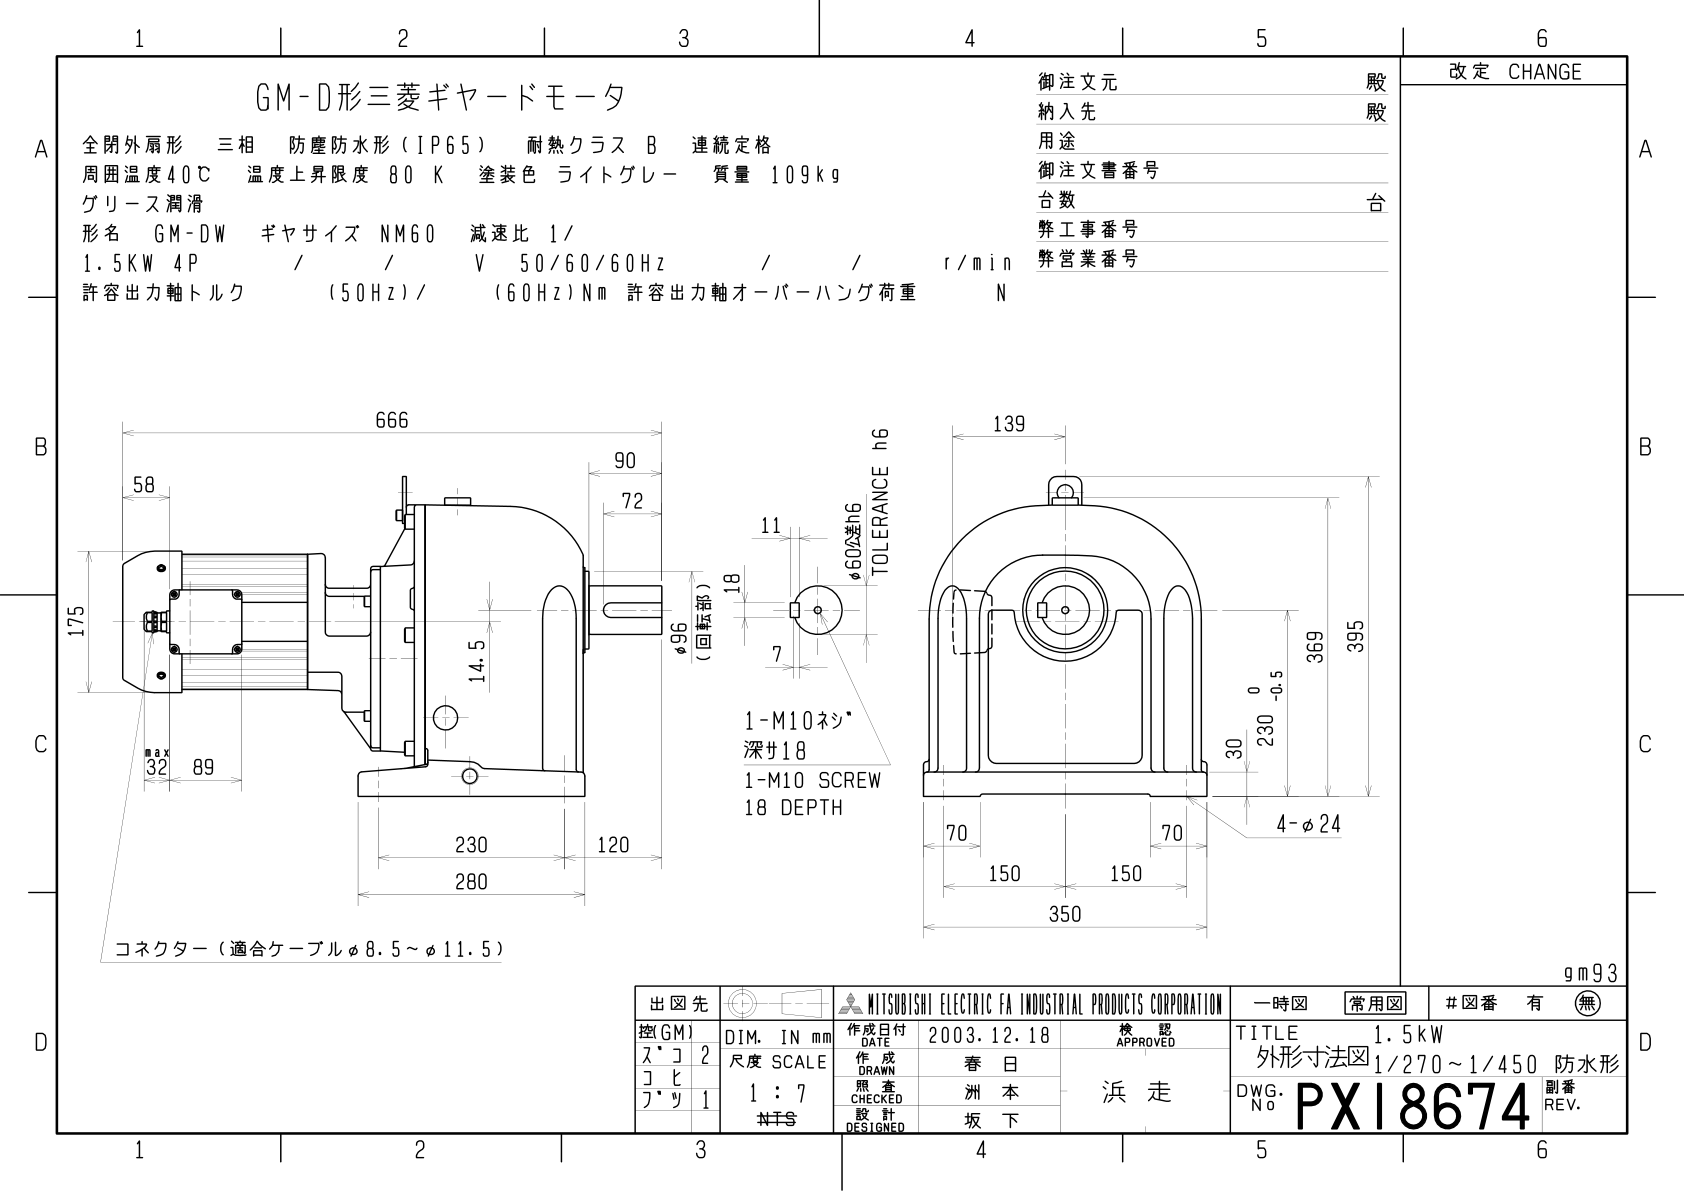 1 2 3 4 5 6
A
B
C
D
A
B
C
D
改定 CHANGE
GM-D形三菱ギヤードモータ
全閉外扇形 三相 防塵防水形(IP65) 耐熱クラス B 連続定格
周囲温度40℃ 温度上昇限度 80 K 塗装色 ライトグレー 質量 109kg
グリース潤滑
形名 GM-DW ギヤサイズ NM60 減速比 1/
1.5KW 4P / / V 50/60/60Hz / / r/min
許容出力軸トルク (50Hz)/ (60Hz)Nm 許容出力軸オーバーハング荷重 N
御注文元 殿
納入先 殿
用途
御注文書番号
台数 台
弊工事番号
弊営業番号
666
90
58
72
175
14.5
φ96
(回転部)
max
32 89
230 120
280
コネクター(適合ケーブルφ8.5~φ11.5)
11
18
7
φ60公差h6
TOLERANCE h6
1-M10ネジ
深サ18
1-M10 SCREW
18 DEPTH
139
369
395
0
-0.5
230
30
4-φ24
70 70
150 150
350
gm93
出図先
控(GM)
ズコ 2
コピ
ブツ 1
DIM. IN mm
尺度 SCALE
1 : 7
NTS
MITSUBISHI ELECTRIC FA INDUSTRIAL PRODUCTS CORPORATION
作成日付
DATE
2003.12.18
検認
APPROVED
作成
DRAWN
春日
照査
CHECKED
洲本
設計
DESIGNED
坂下
浜走
一時図 常用図 #図番 有 無
TITLE 1.5kW
外形寸法図 1/270~1/450 防水形
DWG. No PX18674
副番
REV.
1 2 3 4 5 6